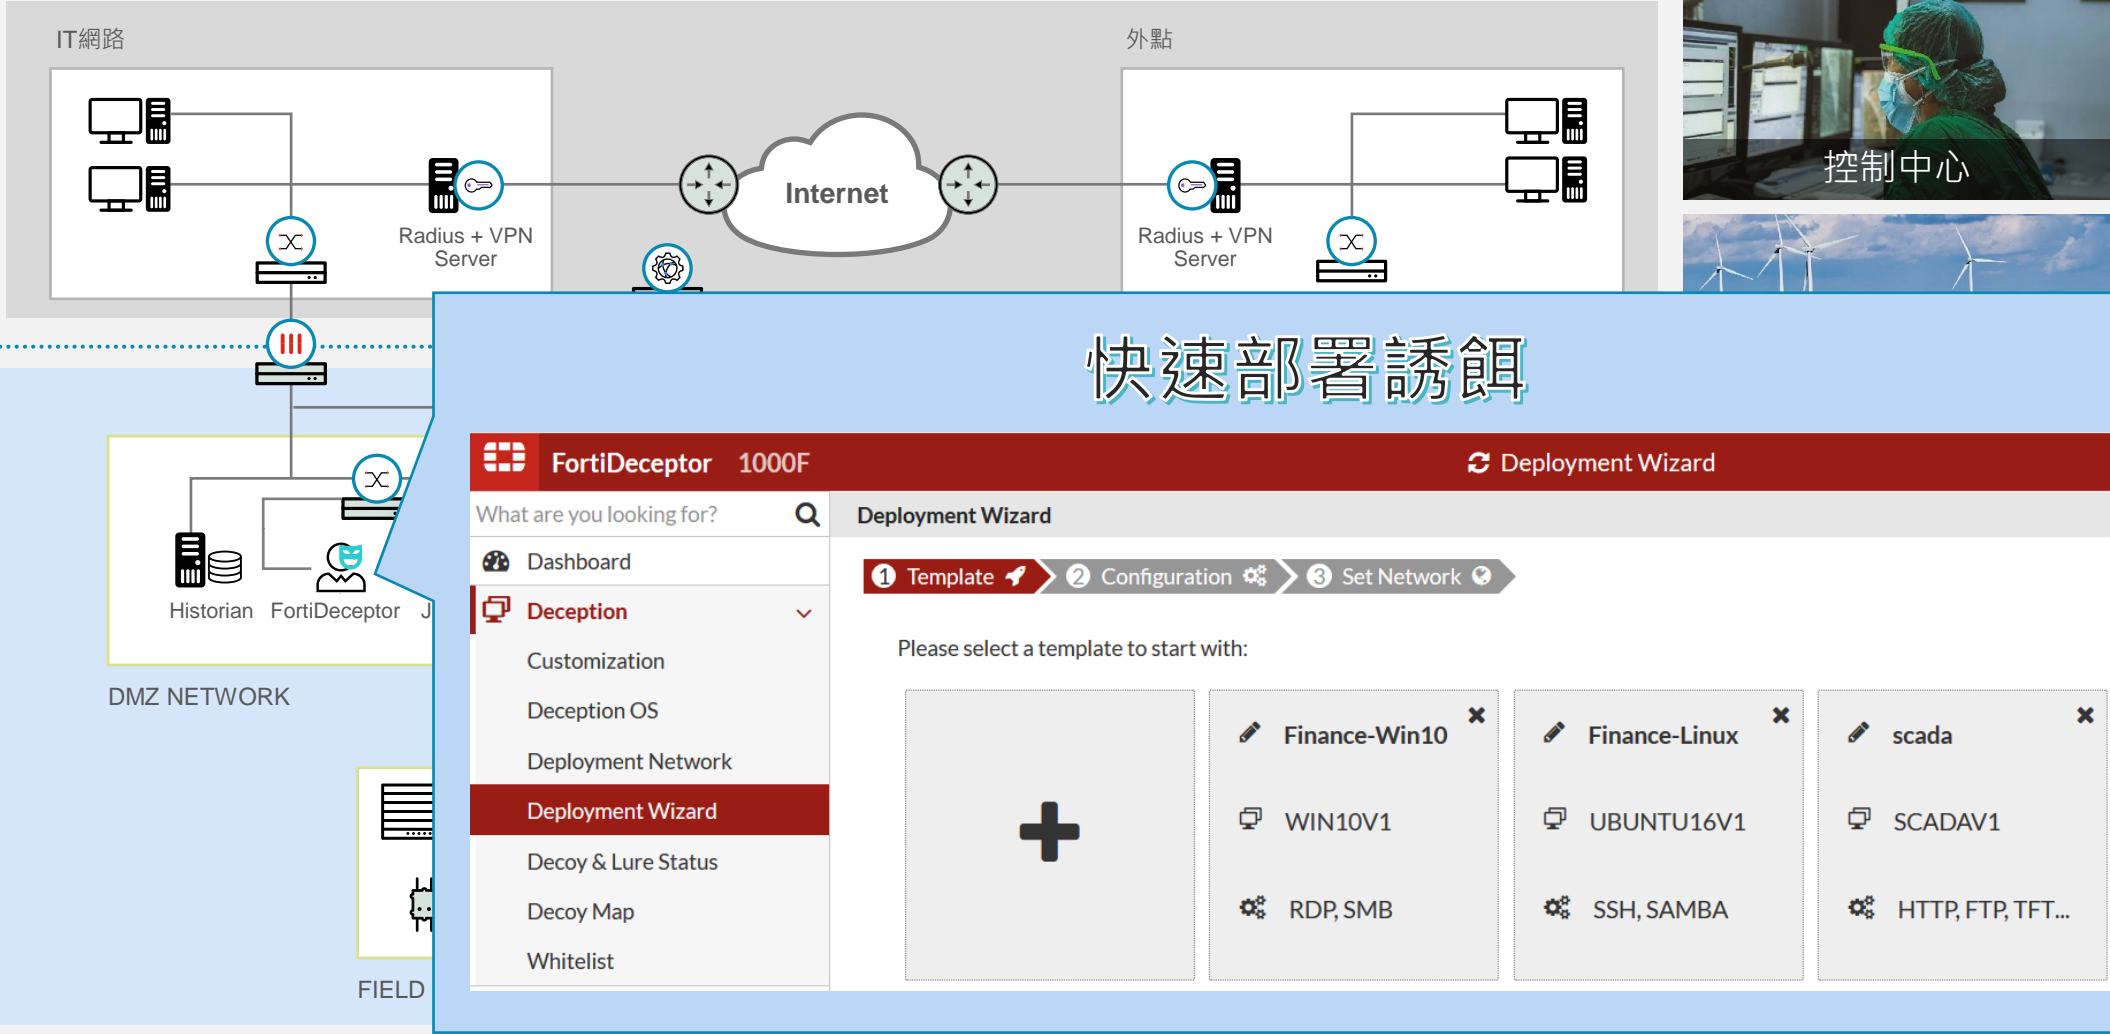 IT網路
外點
Internet
Radius + VPN
Server
Radius + VPN
Server
控制中心
快速部署誘餌
FortiDeceptor 1000F
Deployment Wizard
What are you looking for?
Deployment Wizard
Dashboard
1 Template
2 Configuration
3 Set Network
Deception
Please select a template to start with:
Customization
Deception OS
Deployment Network
Deployment Wizard
Decoy & Lure Status
Decoy Map
Whitelist
Finance-Win10
WIN10V1
RDP, SMB
Finance-Linux
UBUNTU16V1
SSH, SAMBA
scada
SCADAV1
HTTP, FTP, TFT...
Historian
FortiDeceptor
J
DMZ NETWORK
FIELD